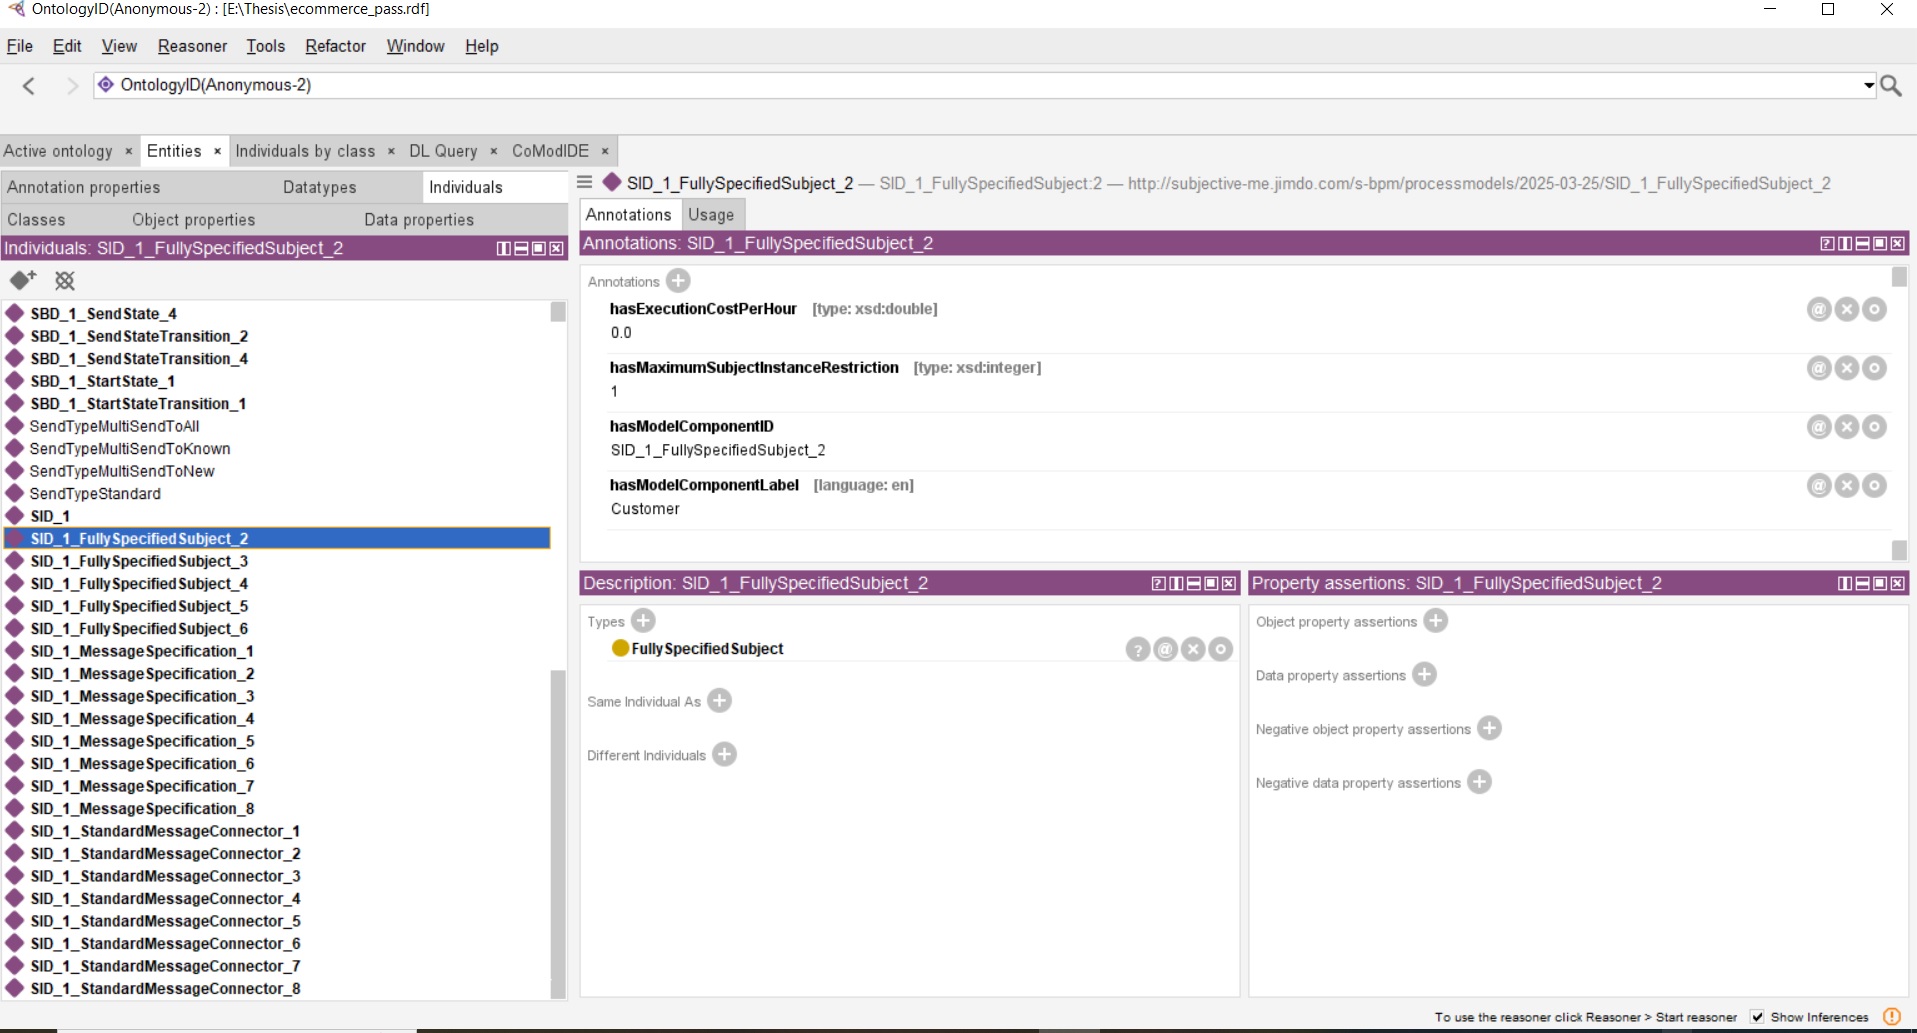 OntologyID(Anonymous-2) : [E:\Thesis\ecommerce_pass.rdf]
File Edit View Reasoner Tools Refactor Window Help
OntologyID(Anonymous-2)
Active ontology × Entities × Individuals by class × DL Query × CoModIDE ×
Annotation properties Datatypes Individuals
Classes Object properties Data properties
Individuals: SID_1_FullySpecifiedSubject_2
SBD_1_SendState_4
SBD_1_SendStateTransition_2
SBD_1_SendStateTransition_4
SBD_1_StartState_1
SBD_1_StartStateTransition_1
SendTypeMultiSendToAll
SendTypeMultiSendToKnown
SendTypeMultiSendToNew
SendTypeStandard
SID_1
SID_1_FullySpecifiedSubject_2
SID_1_FullySpecifiedSubject_3
SID_1_FullySpecifiedSubject_4
SID_1_FullySpecifiedSubject_5
SID_1_FullySpecifiedSubject_6
SID_1_MessageSpecification_1
SID_1_MessageSpecification_2
SID_1_MessageSpecification_3
SID_1_MessageSpecification_4
SID_1_MessageSpecification_5
SID_1_MessageSpecification_6
SID_1_MessageSpecification_7
SID_1_MessageSpecification_8
SID_1_StandardMessageConnector_1
SID_1_StandardMessageConnector_2
SID_1_StandardMessageConnector_3
SID_1_StandardMessageConnector_4
SID_1_StandardMessageConnector_5
SID_1_StandardMessageConnector_6
SID_1_StandardMessageConnector_7
SID_1_StandardMessageConnector_8
SID_1_FullySpecifiedSubject_2 — SID_1_FullySpecifiedSubject:2 — http://subjective-me.jimdo.com/s-bpm/processmodels/2025-03-25/SID_1_FullySpecifiedSubject_2
Annotations Usage
Annotations: SID_1_FullySpecifiedSubject_2
Annotations
hasExecutionCostPerHour [type: xsd:double]
0.0
hasMaximumSubjectInstanceRestriction [type: xsd:integer]
1
hasModelComponentID
SID_1_FullySpecifiedSubject_2
hasModelComponentLabel [language: en]
Customer
Description: SID_1_FullySpecifiedSubject_2
Types
FullySpecifiedSubject
Same Individual As
Different Individuals
Property assertions: SID_1_FullySpecifiedSubject_2
Object property assertions
Data property assertions
Negative object property assertions
Negative data property assertions
To use the reasoner click Reasoner > Start reasoner Show Inferences